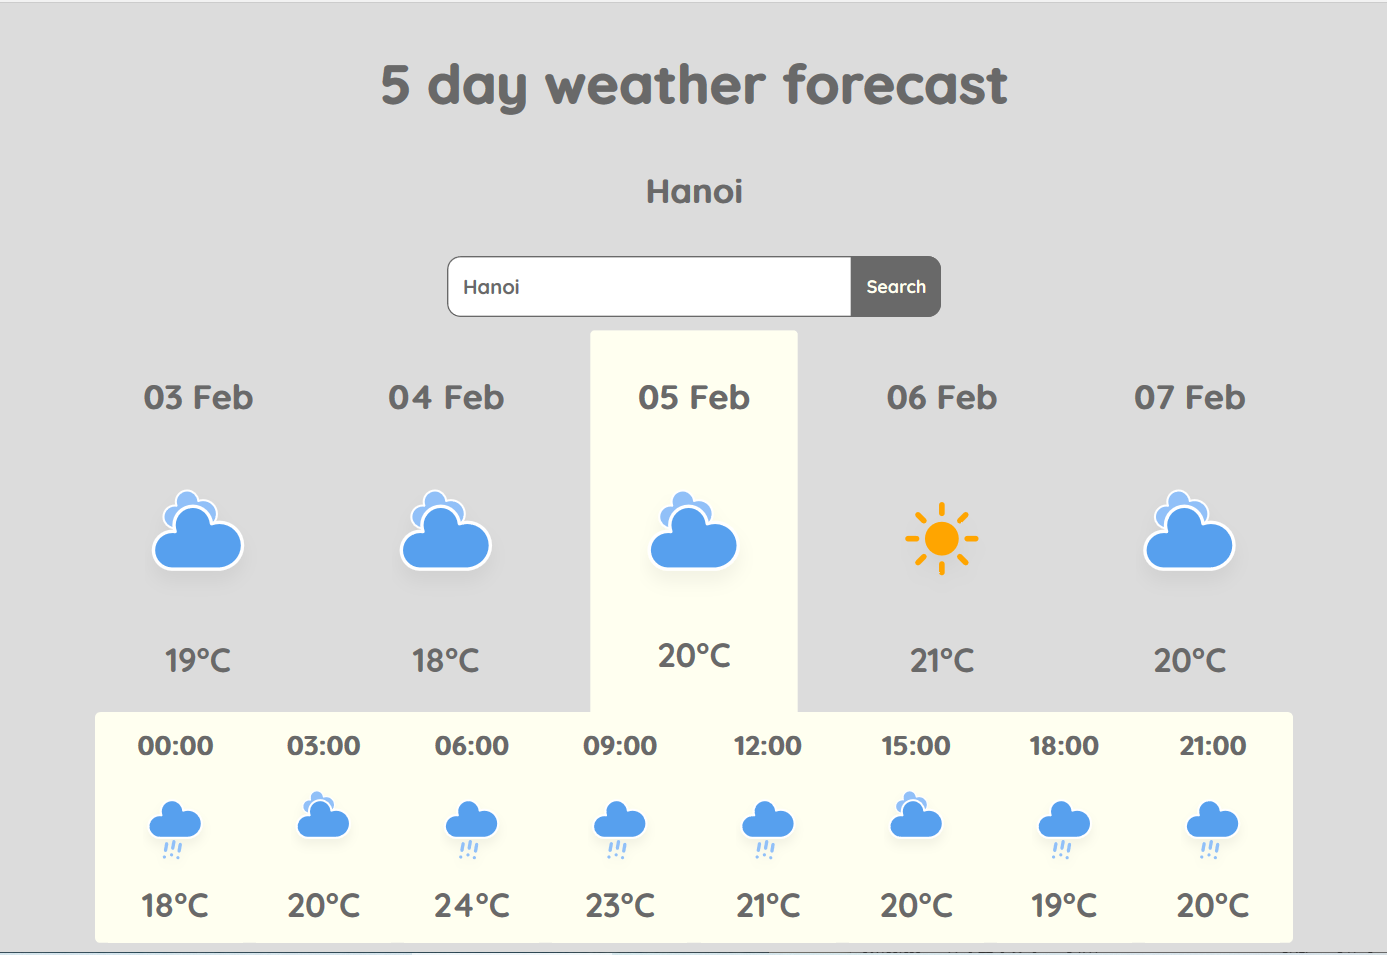 5 day weather forecast
Hanoi
Hanoi Search
03 Feb 04 Feb 05 Feb 06 Feb 07 Feb
19°C 18°C 20°C 21°C 20°C
00:00 03:00 06:00 09:00 12:00 15:00 18:00 21:00
18°C 20°C 24°C 23°C 21°C 20°C 19°C 20°C